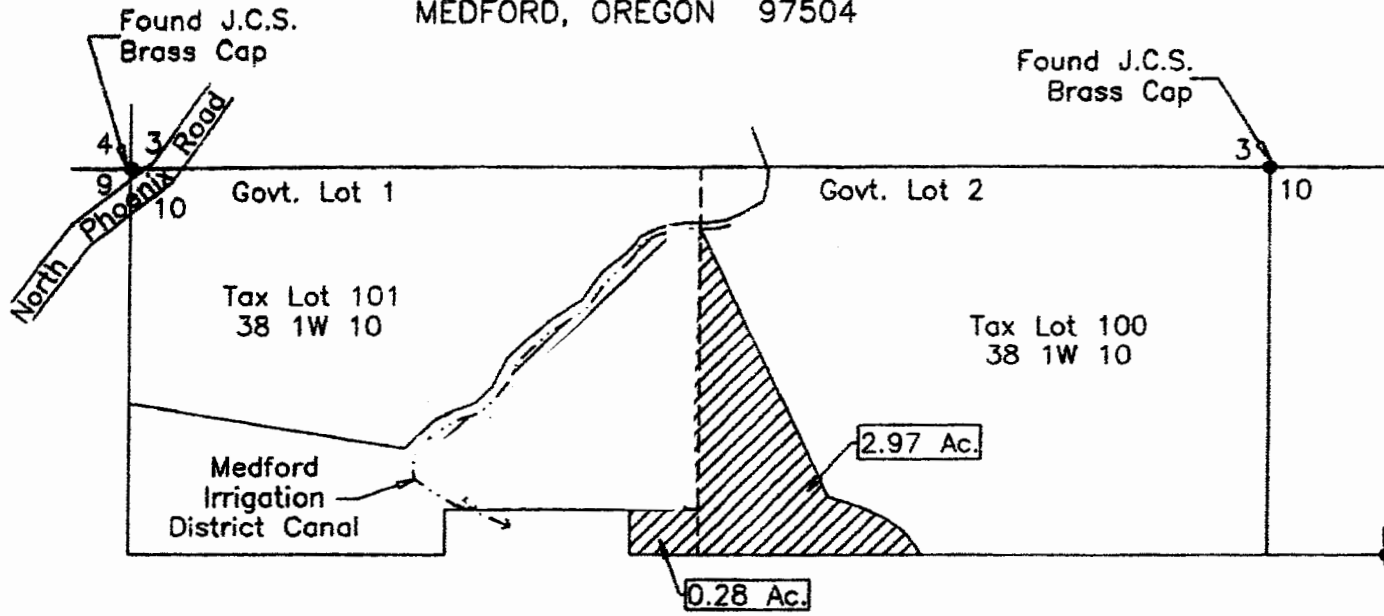 MEDFORD, OREGON 97504
Found J.C.S.
Brass Cap
Found J.C.S.
Brass Cap
4 3
9 10
North Phoenix Road
3
10
Govt. Lot 1
Govt. Lot 2
Tax Lot 101
38 1W 10
Tax Lot 100
38 1W 10
2.97 Ac.
Medford
Irrigation
District Canal
0.28 Ac.